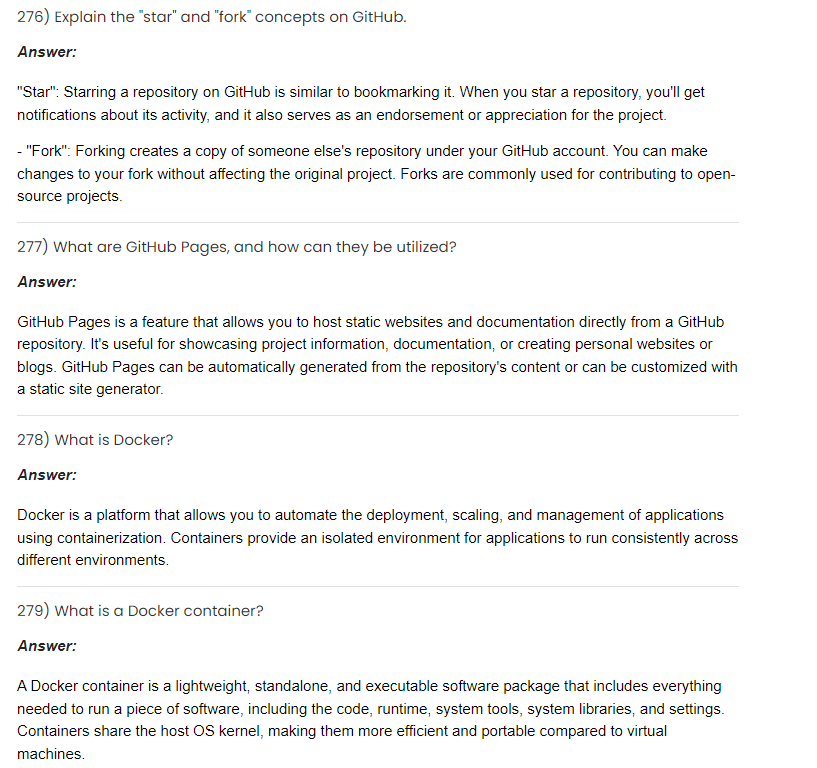 276) Explain the "star" and "fork" concepts on GitHub.
Answer:
"Star": Starring a repository on GitHub is similar to bookmarking it. When you star a repository, you'll get
notifications about its activity, and it also serves as an endorsement or appreciation for the project.
- "Fork": Forking creates a copy of someone else's repository under your GitHub account. You can make
changes to your fork without affecting the original project. Forks are commonly used for contributing to open-
source projects.
277) What are GitHub Pages, and how can they be utilized?
Answer:
GitHub Pages is a feature that allows you to host static websites and documentation directly from a GitHub
repository. It's useful for showcasing project information, documentation, or creating personal websites or
blogs. GitHub Pages can be automatically generated from the repository's content or can be customized with
a static site generator.
278) What is Docker?
Answer:
Docker is a platform that allows you to automate the deployment, scaling, and management of applications
using containerization. Containers provide an isolated environment for applications to run consistently across
different environments.
279) What is a Docker container?
Answer:
A Docker container is a lightweight, standalone, and executable software package that includes everything
needed to run a piece of software, including the code, runtime, system tools, system libraries, and settings.
Containers share the host OS kernel, making them more efficient and portable compared to virtual
machines.